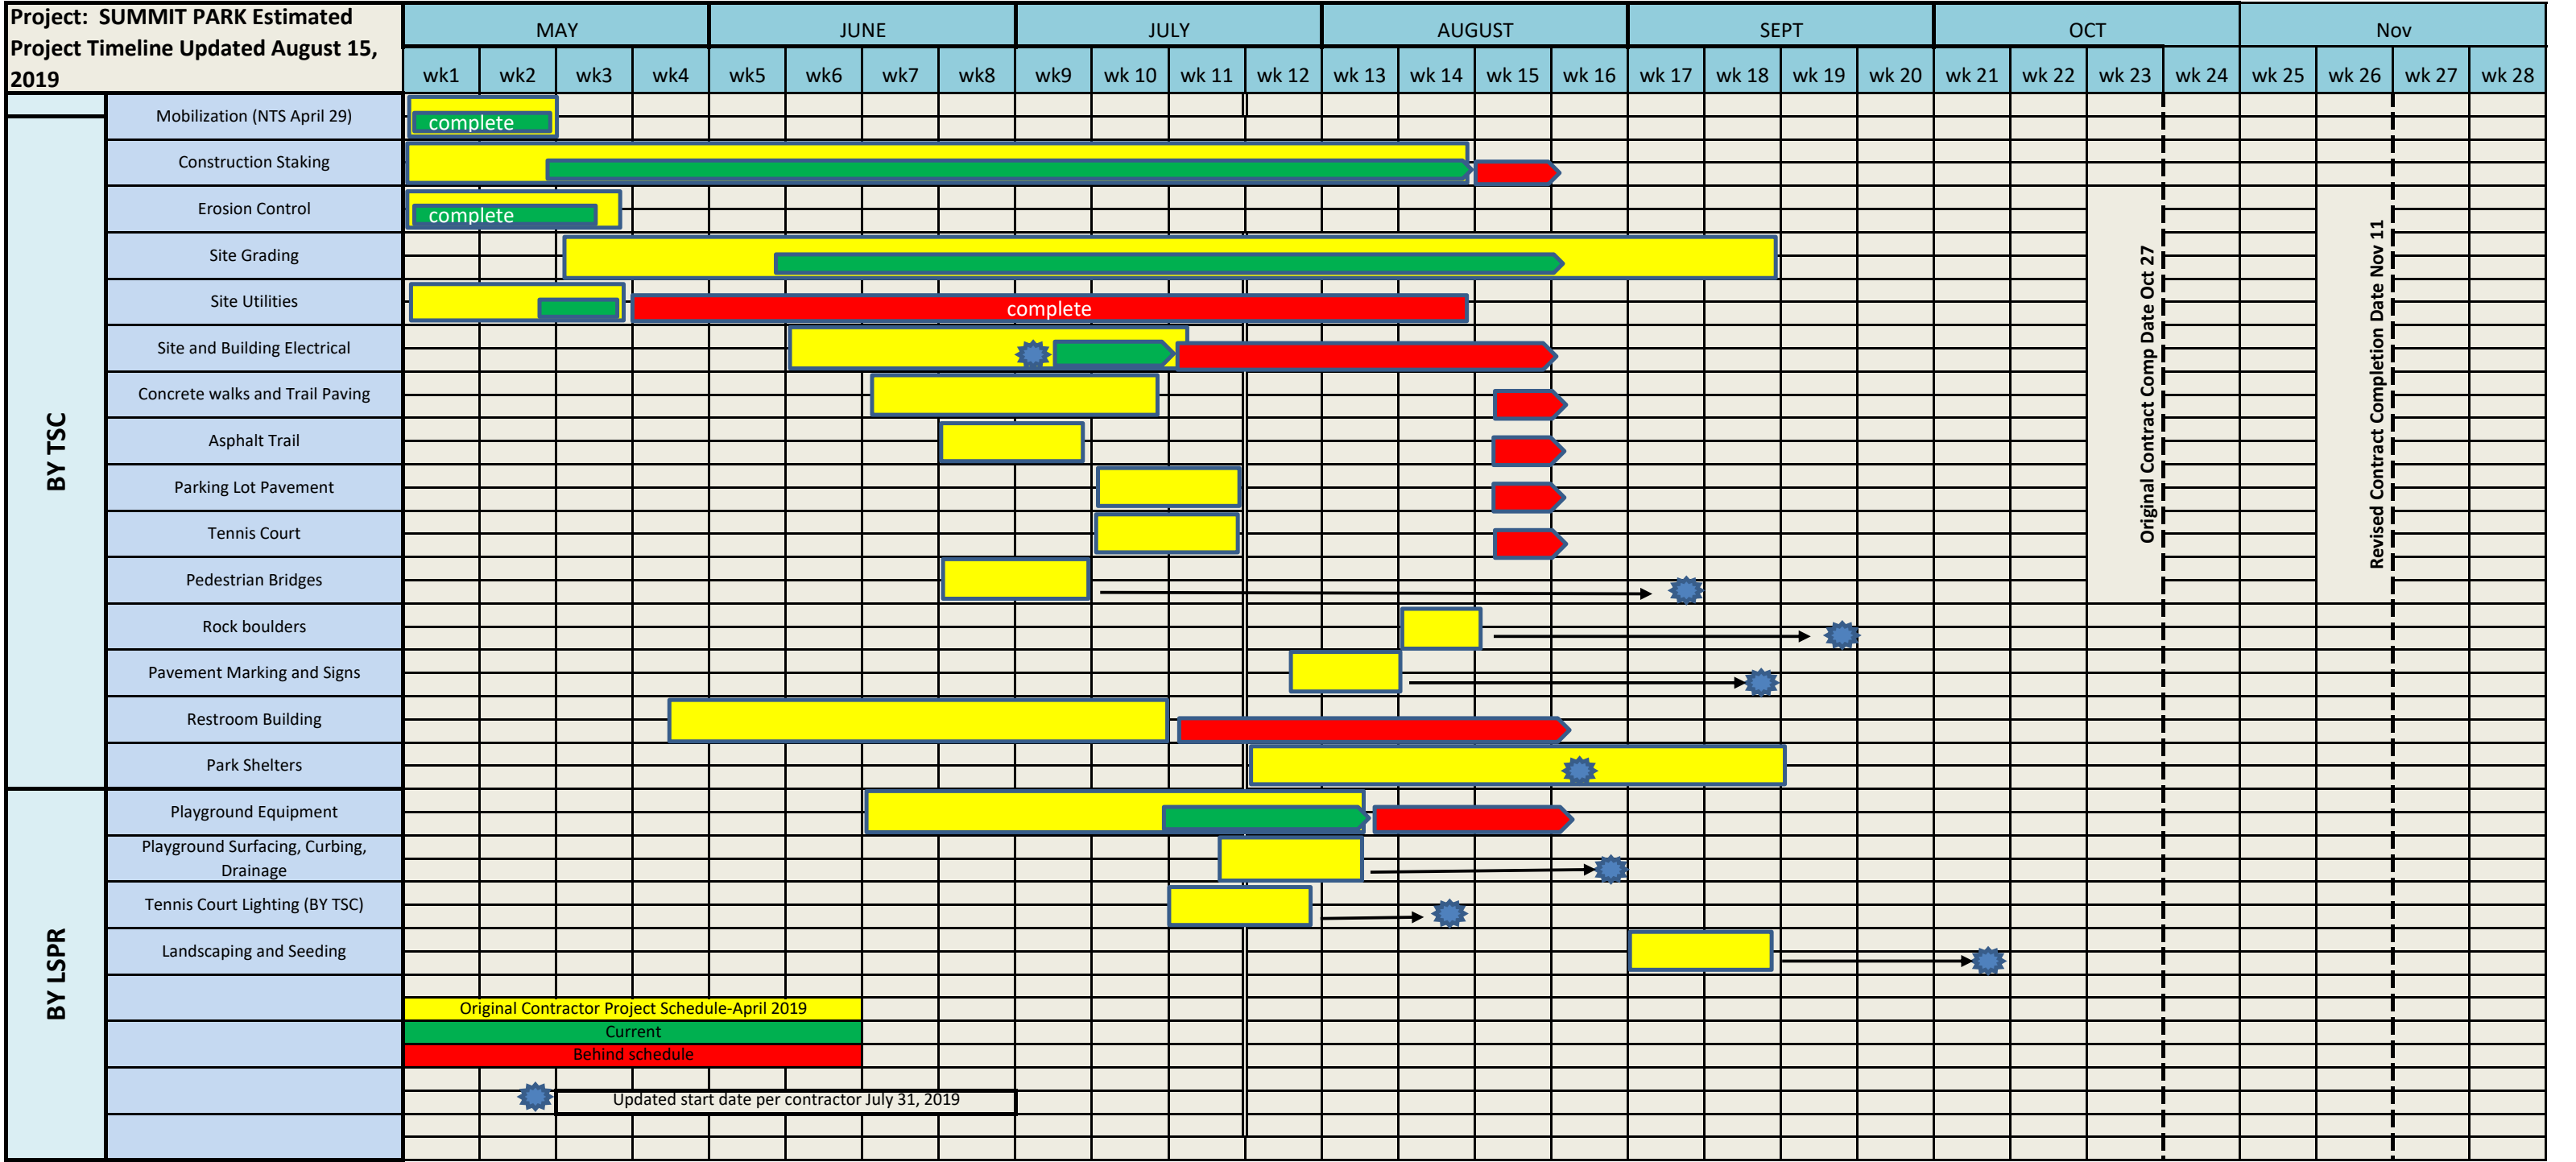 Project:  SUMMIT PARK Estimated
Project Timeline Updated August 15,
2019
MAY
JUNE
JULY
AUGUST
SEPT
OCT
Nov
wk1
wk2
wk3
wk4
wk5
wk6
wk7
wk8
wk9
wk 10
wk 11
wk 12
wk 13
wk 14
wk 15
wk 16
wk 17
wk 18
wk 19
wk 20
wk 21
wk 22
wk 23
wk 24
wk 25
wk 26
wk 27
wk 28
BY TSC
Mobilization (NTS April 29)
complete
Construction Staking
Erosion Control
complete
Site Grading
Site Utilities
complete
Site and Building Electrical
Concrete walks and Trail Paving
Asphalt Trail
Parking Lot Pavement
Tennis Court
Pedestrian Bridges
Rock boulders
Pavement Marking and Signs
Restroom Building
Park Shelters
Original Contract Comp Date Oct 27
Revised Contract Completion Date Nov 11
BY LSPR
Playground Equipment
Playground Surfacing, Curbing,
Drainage
Tennis Court Lighting (BY TSC)
Landscaping and Seeding
Original Contractor Project Schedule-April 2019
Current
Behind schedule
Updated start date per contractor July 31, 2019